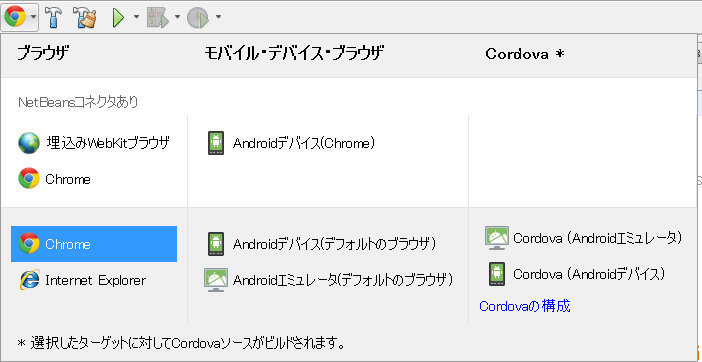 ブラウザ
モバイル・デバイス・ブラウザ
Cordova *
NetBeansコネクタあり
埋込みWebKitブラウザ
Androidデバイス(Chrome)
Chrome
Chrome
Androidデバイス(デフォルトのブラウザ)
Cordova (Androidエミュレータ)
Internet Explorer
Androidエミュレータ(デフォルトのブラウザ)
Cordova (Androidデバイス)
Cordovaの構成
* 選択したターゲットに対してCordovaソースがビルドされます。